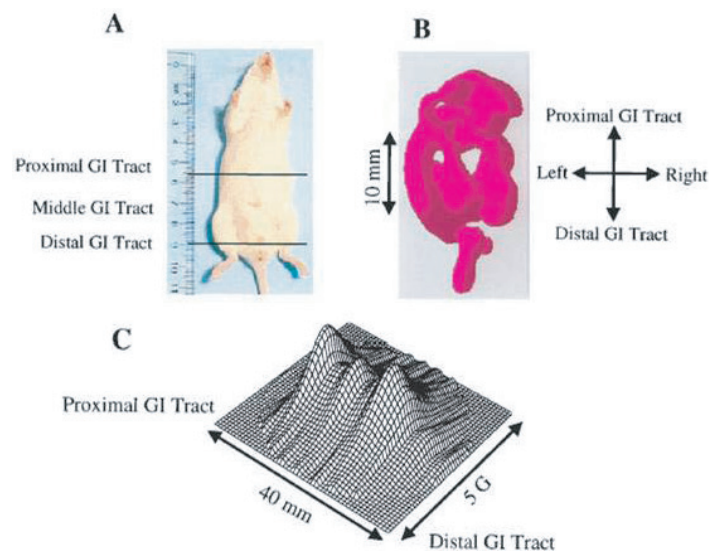 A
B
Proximal GI Tract
Middle GI Tract
Distal GI Tract
10 mm
Proximal GI Tract
Left
Right
Distal GI Tract
C
Proximal GI Tract
40 mm
5 G
Distal GI Tract